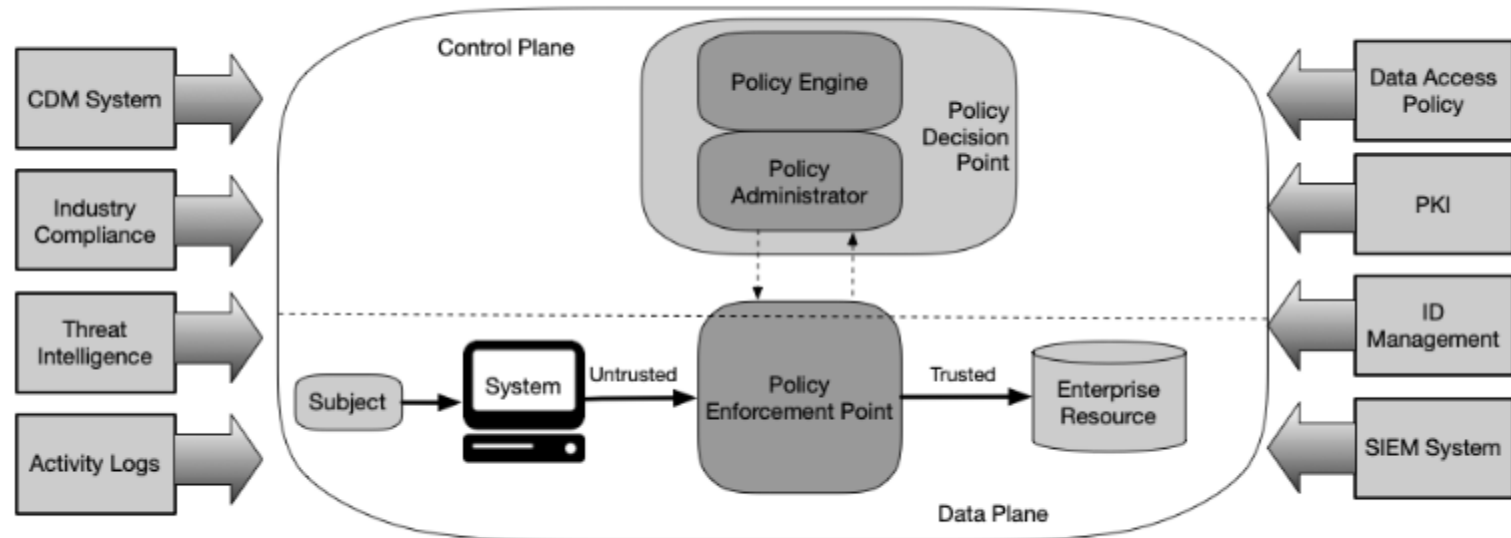 Control Plane
CDM System
Industry
Compliance
Threat
Intelligence
Activity Logs
Policy Engine
Policy
Administrator
Policy
Decision
Point
Subject
System
Untrusted
Policy
Enforcement Point
Trusted
Enterprise
Resource
Data Plane
Data Access
Policy
PKI
ID
Management
SIEM System